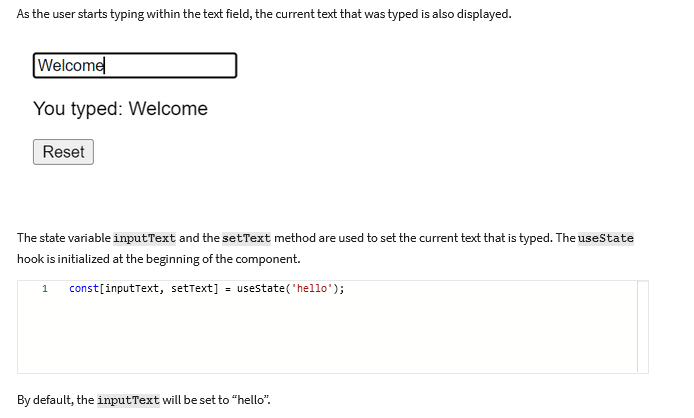 As the user starts typing within the text field, the current text that was typed is also displayed.
Welcome
You typed: Welcome
Reset
The state variable inputText and the setText method are used to set the current text that is typed. The useState
hook is initialized at the beginning of the component.
1 const[inputText, setText] = useState('hello');
By default, the inputText will be set to “hello”.